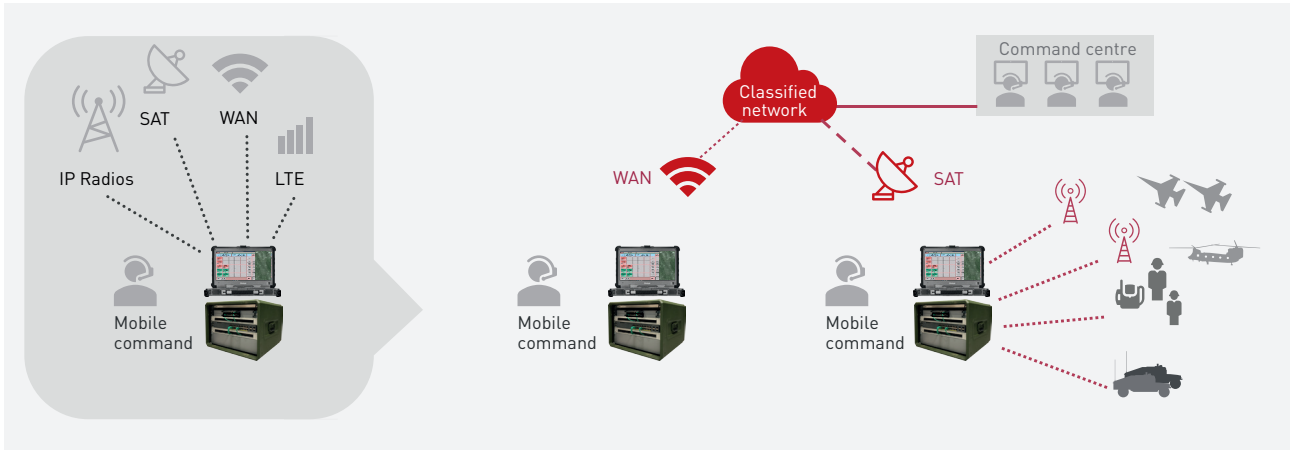 SAT
WAN
IP Radios
LTE
Mobile
command
Classified
network
Command centre
WAN
SAT
Mobile
command
Mobile
command